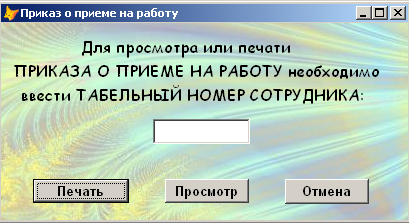 Приказ о приеме на работу
Для просмотра или печати
ПРИКАЗА О ПРИЕМЕ НА РАБОТУ необходимо
ввести ТАБЕЛЬНЫЙ НОМЕР СОТРУДНИКА:
Печать Просмотр Отмена